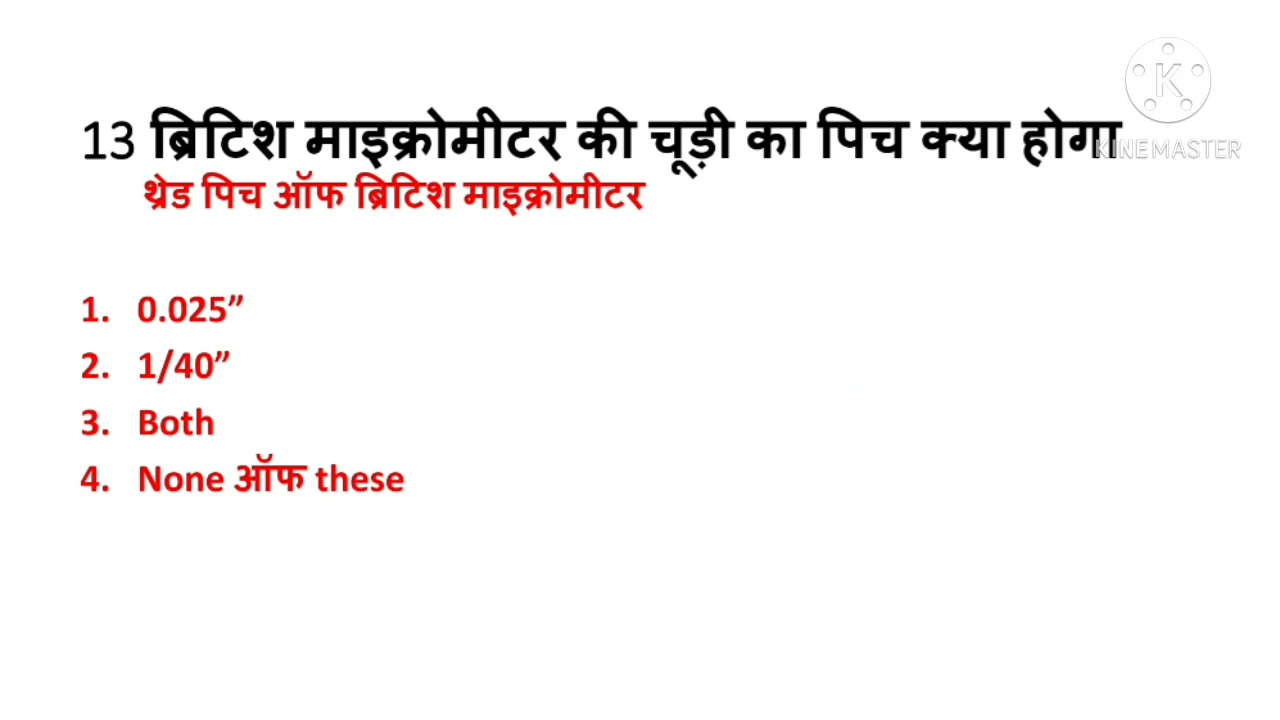 13 ब्रिटिश माइक्रोमीटर की चूड़ी का पिच क्या होगा
KINEMASTER
थ्रेड पिच ऑफ ब्रिटिश माइक्रोमीटर
1. 0.025”
2. 1/40”
3. Both
4. None ऑफ these